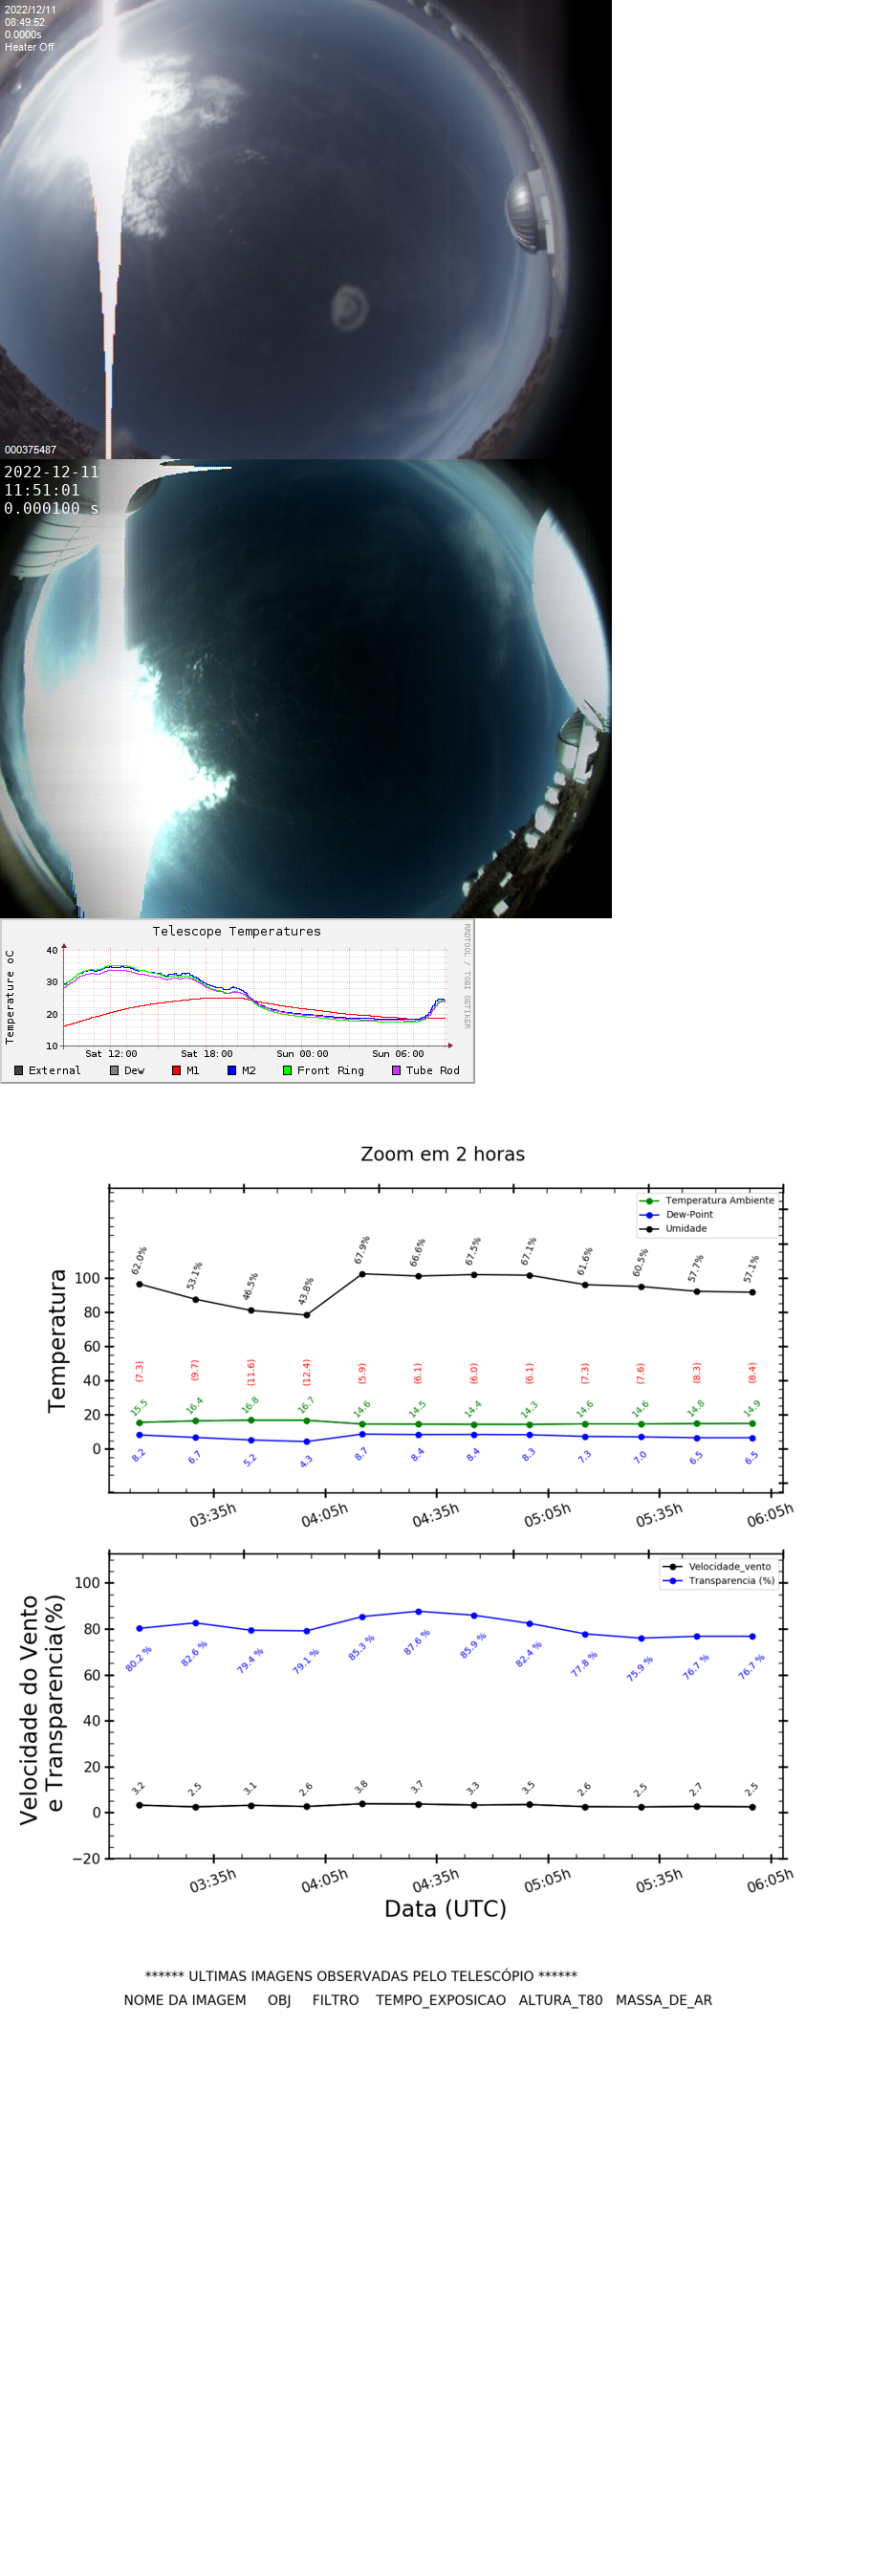 2022/12/11
08:49:52
0.0000s
Heater Off
000375487
2022-12-11
11:51:01
0.000100 s
Telescope Temperatures
RRDTOOL / TOBI OETIKER
Temperature oC
40
30
20
10
Sat 12:00 Sat 18:00 Sun 00:00 Sun 06:00
External Dew M1 M2 Front Ring Tube Rod
Zoom em 2 horas
Temperatura Ambiente
Dew-Point
Umidade
Temperatura
100
80
60
40
20
0
62.0% 53.1% 46.5% 43.8% 67.9% 66.6% 67.5% 67.1% 61.6% 60.5% 57.7% 57.1%
(7.3) (9.7) (11.6) (12.4) (5.9) (6.1) (6.0) (6.1) (7.3) (7.6) (8.3) (8.4)
15.5 16.4 16.8 16.7 14.6 14.5 14.4 14.3 14.6 14.6 14.8 14.9
8.2 6.7 5.2 4.3 8.7 8.4 8.4 8.3 7.3 7.0 6.5 6.5
03:35h 04:05h 04:35h 05:05h 05:35h 06:05h
Velocidade_vento
Transparencia (%)
Velocidade do Vento
e Transparencia(%)
100
80
60
40
20
0
−20
80.2 % 82.6 % 79.4 % 79.1 % 85.3 % 87.6 % 85.9 % 82.4 % 77.8 % 75.9 % 76.7 % 76.7 %
3.2 2.5 3.1 2.6 3.8 3.7 3.3 3.5 2.6 2.5 2.7 2.5
03:35h 04:05h 04:35h 05:05h 05:35h 06:05h
Data (UTC)
****** ULTIMAS IMAGENS OBSERVADAS PELO TELESCÓPIO ******
NOME DA IMAGEM OBJ FILTRO TEMPO_EXPOSICAO ALTURA_T80 MASSA_DE_AR